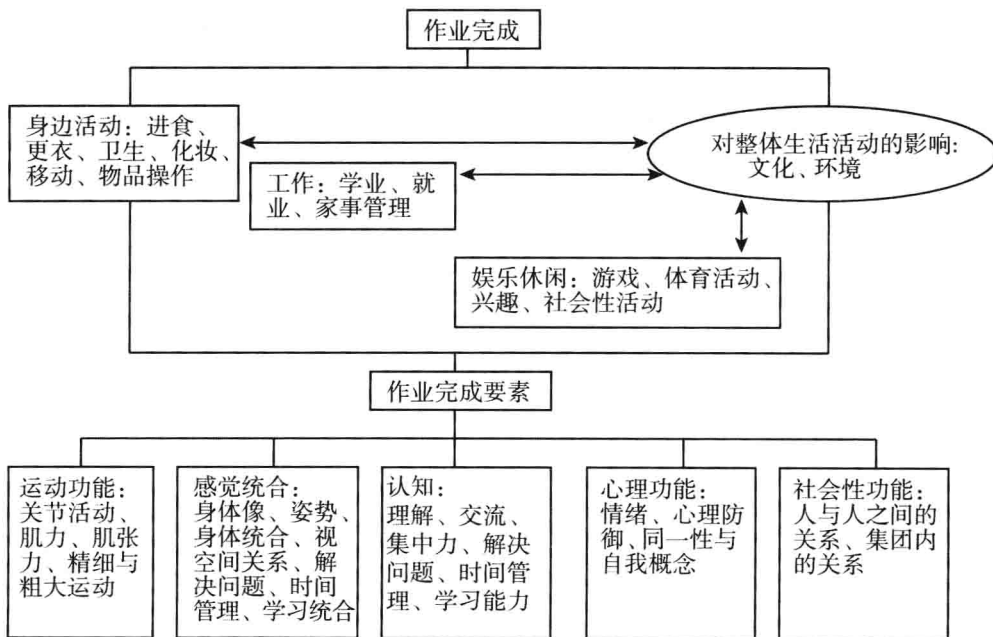 作业完成
身边活动：进食、
更衣、卫生、化妆、
移动、物品操作
对整体生活活动的影响:
文化、环境
工作：学业、就
业、家事管理
娱乐休闲：游戏、体育活动、
兴趣、社会性活动
作业完成要素
运动功能：
关节活动、
肌力、肌张
力、精细与
粗大运动
感觉统合：
身体像、姿势、
身体统合、视
空间关系、解
决问题、时间
管理、学习统合
认知：
理解、交流、
集中力、解决
问题、时间管
理、学习能力
心理功能：
情绪、心理防
御、同一性与
自我概念
社会性功能：
人与人之间的
关系、集团内
的关系